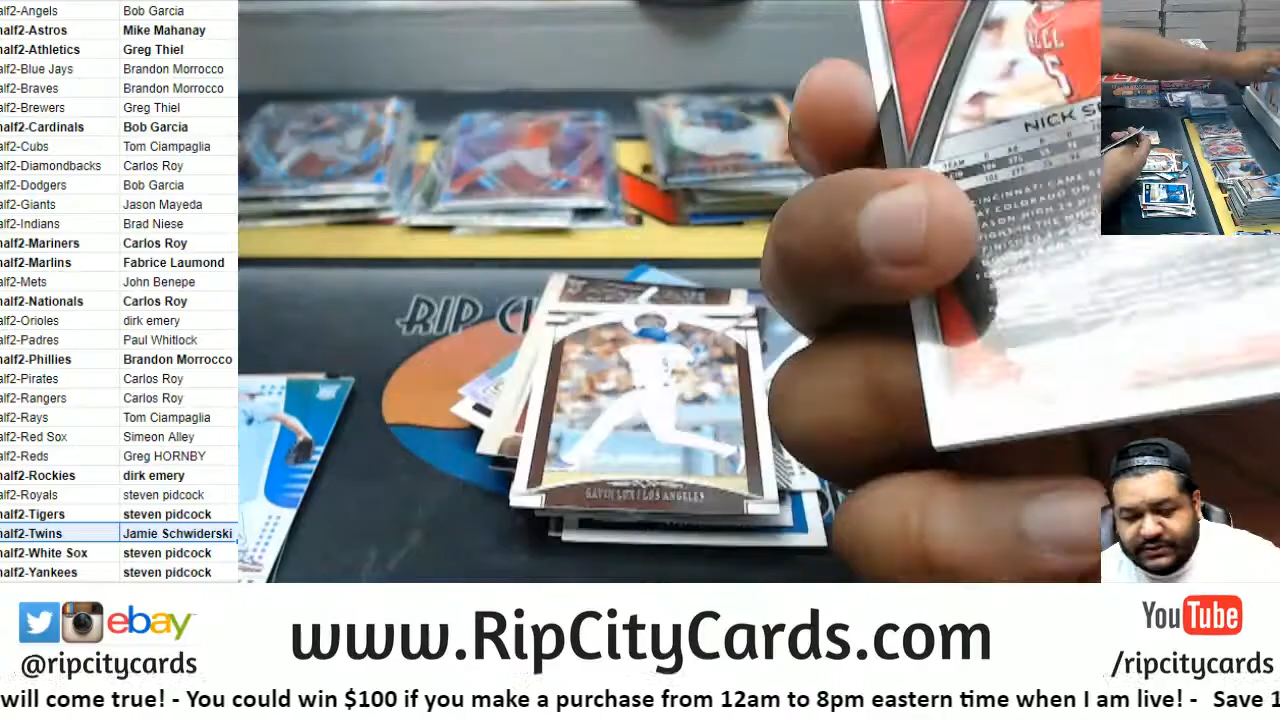 alf2-Angels Bob Garcia
half2-Astros Mike Mahanay
half2-Athletics Greg Thiel
alf2-Blue Jays Brandon Morrocco
alf2-Braves Brandon Morrocco
alf2-Brewers Greg Thiel
half2-Cardinals Bob Garcia
alf2-Cubs Tom Ciampaglia
alf2-Diamondbacks Carlos Roy
alf2-Dodgers Bob Garcia
alf2-Giants Jason Mayeda
alf2-Indians Brad Niese
half2-Mariners Carlos Roy
half2-Marlins Fabrice Laumond
alf2-Mets John Benepe
half2-Nationals Carlos Roy
alf2-Orioles dirk emery
alf2-Padres Paul Whitlock
half2-Phillies Brandon Morrocco
alf2-Pirates Carlos Roy
alf2-Rangers Carlos Roy
alf2-Rays Tom Ciampaglia
alf2-Red Sox Simeon Alley
alf2-Reds Greg HORNBY
half2-Rockies dirk emery
alf2-Royals steven pidcock
half2-Tigers steven pidcock
half2-Twins Jamie Schwiderski
half2-White Sox steven pidcock
half2-Yankees steven pidcock
NICK
CINCINNATI CAME
AT COLORADO ON
RIP
GAVIN LUX | LOS ANGELES
ebay
@ripcitycards
www.RipCityCards.com
YouTube
/ripcitycards
will come true! - You could win $100 if you make a purchase from 12am to 8pm eastern time when I am live! - Save 1